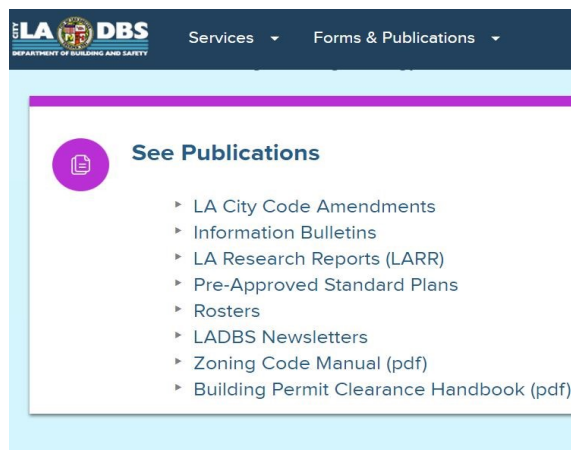 CITY
LA DBS
DEPARTMENT OF BUILDING AND SAFETY
Services
Forms & Publications
See Publications
LA City Code Amendments
Information Bulletins
LA Research Reports (LARR)
Pre-Approved Standard Plans
Rosters
LADBS Newsletters
Zoning Code Manual (pdf)
Building Permit Clearance Handbook (pdf)